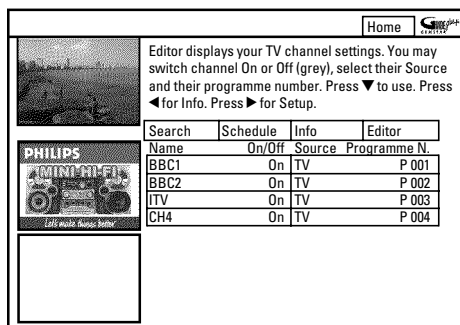 Home GUIDE Plus+
GEMSTAR
Editor displays your TV channel settings. You may
switch channel On or Off (grey), select their Source
and their programme number. Press ▼ to use. Press
◀ for Info. Press ▶ for Setup.
Search Schedule Info Editor
Name On/Off Source Programme N.
BBC1 On TV P 001
BBC2 On TV P 002
ITV On TV P 003
CH4 On TV P 004
PHILIPS
MINI-HI-FI
Let's make things better